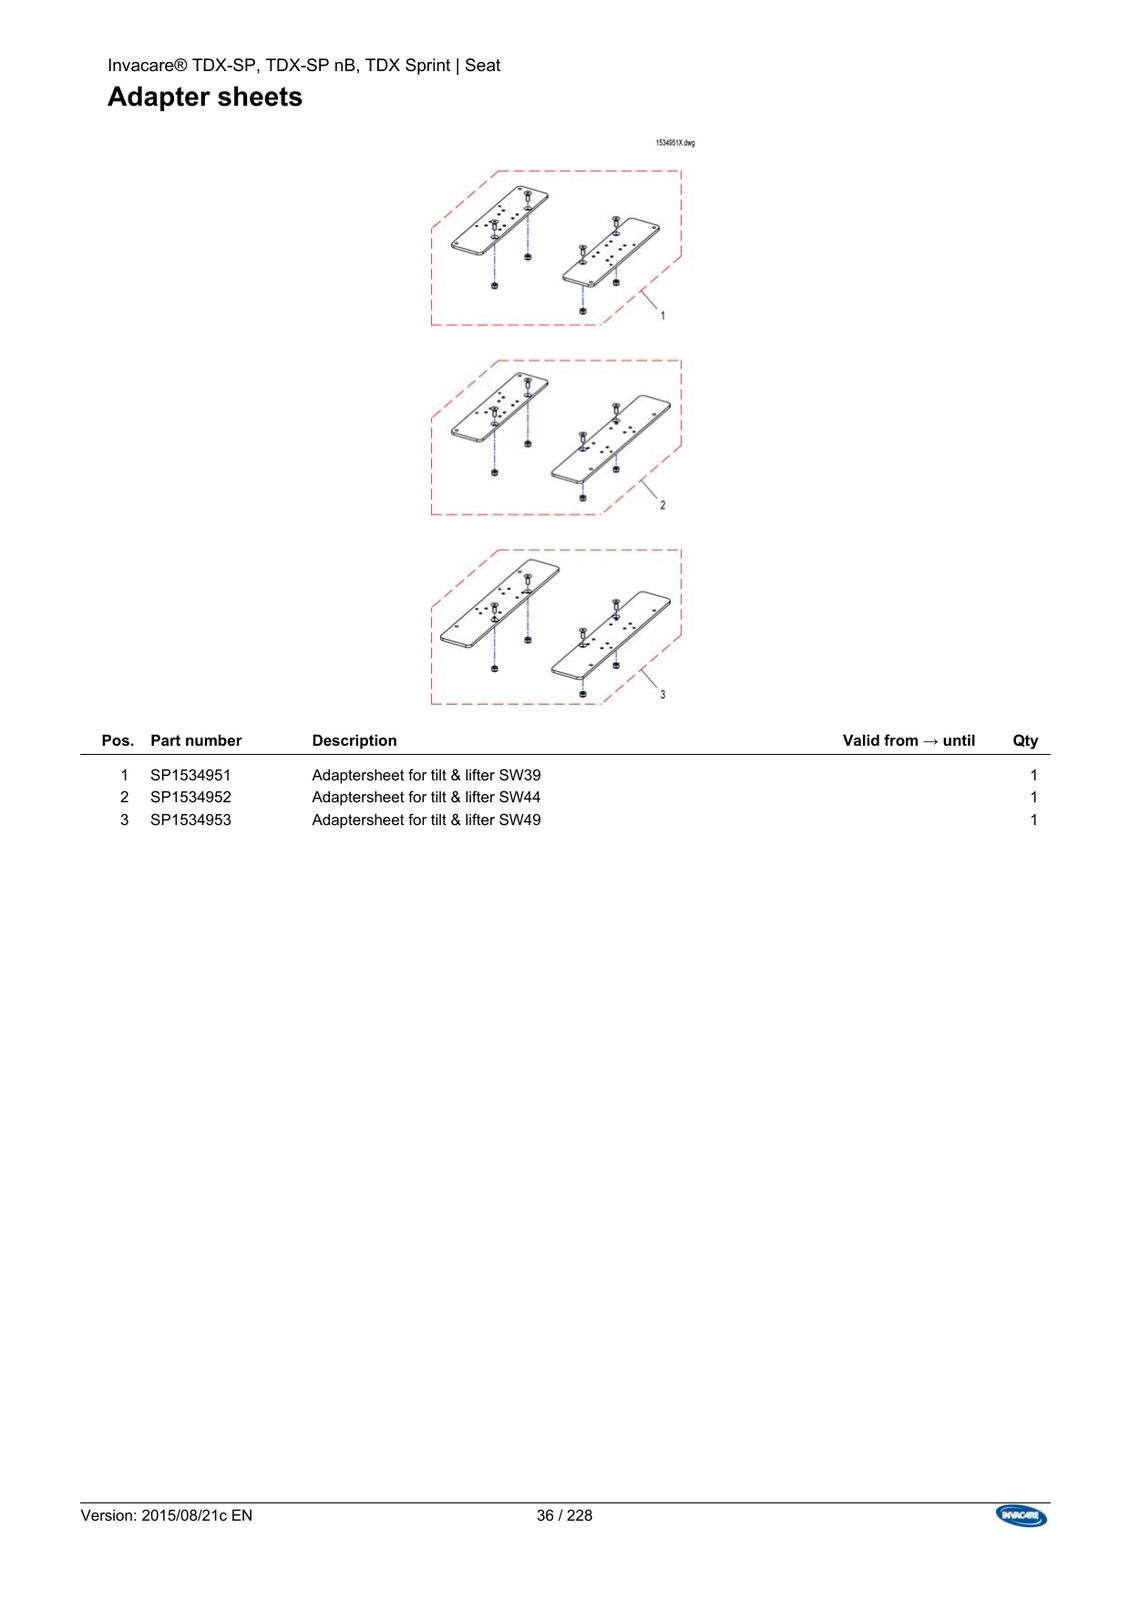 Invacare® TDX-SP, TDX-SP nB, TDX Sprint | Seat
Adapter sheets
1534951X.dwg
1
2
3
Pos. Part number Description Valid from → until Qty
1 SP1534951 Adaptersheet for tilt & lifter SW39 1
2 SP1534952 Adaptersheet for tilt & lifter SW44 1
3 SP1534953 Adaptersheet for tilt & lifter SW49 1
Version: 2015/08/21c EN 36 / 228 INVACARE